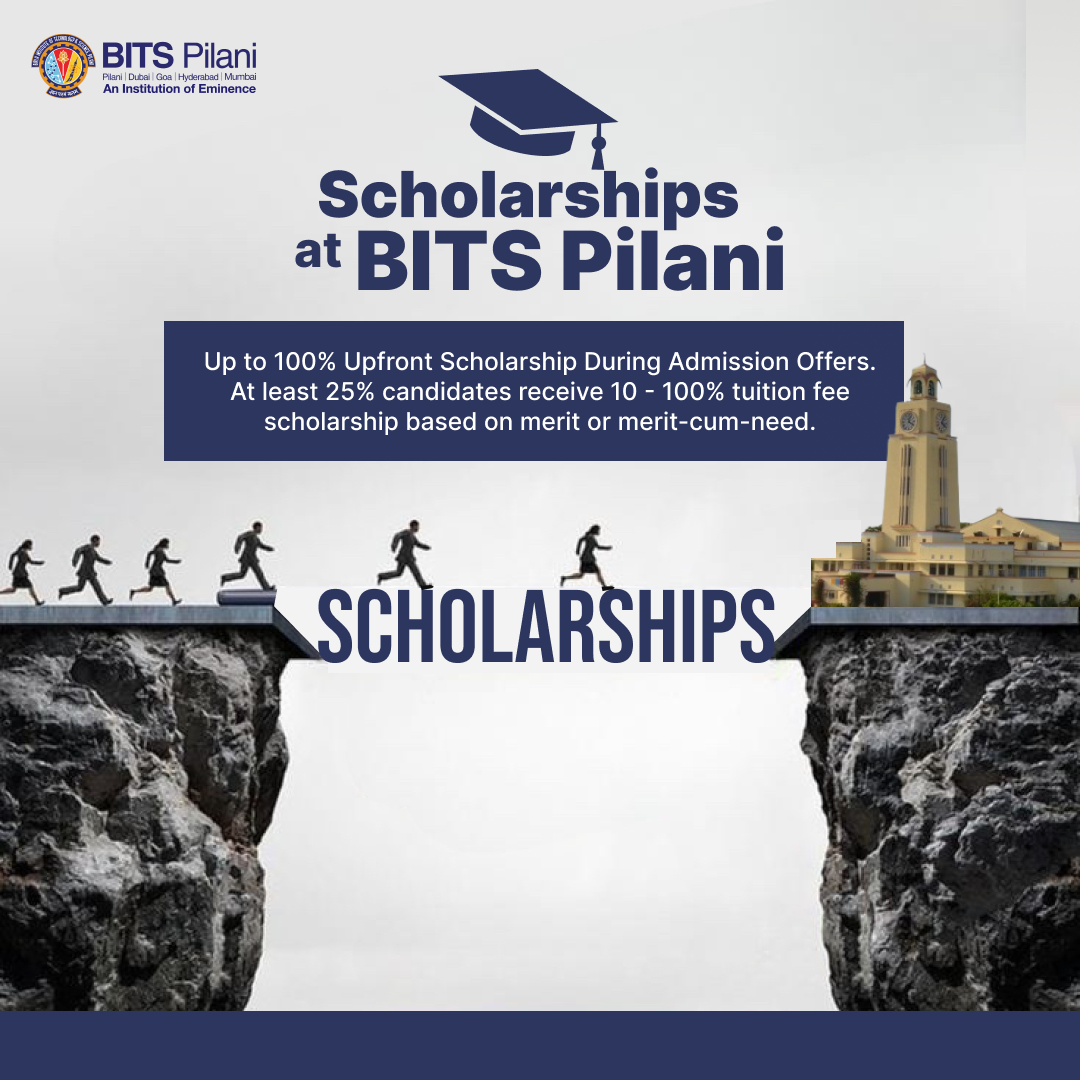 BITS Pilani
Pilani | Dubai | Goa | Hyderabad | Mumbai
An Institution of Eminence
Scholarships
at BITS Pilani
Up to 100% Upfront Scholarship During Admission Offers.
At least 25% candidates receive 10 - 100% tuition fee
scholarship based on merit or merit-cum-need.
SCHOLARSHIPS